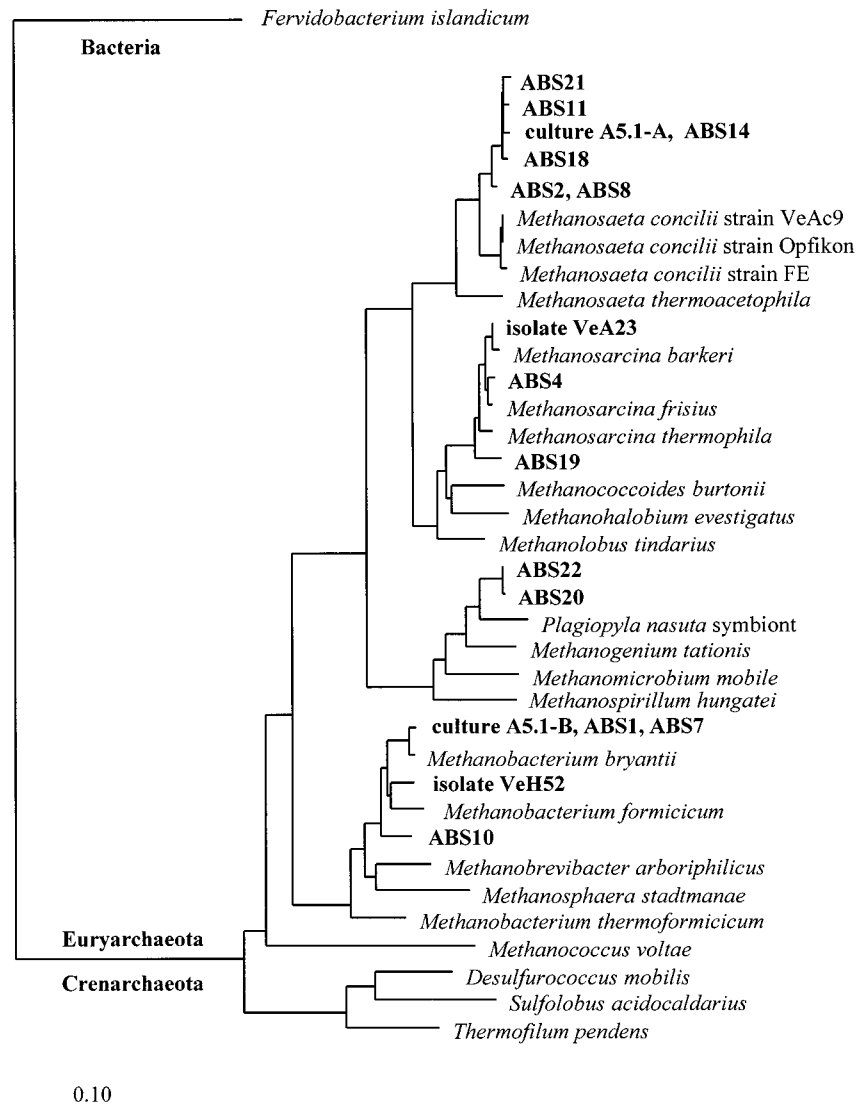 Fervidobacterium islandicum
Bacteria
ABS21
ABS11
culture A5.1-A, ABS14
ABS18
ABS2, ABS8
Methanosaeta concilii strain VeAc9
Methanosaeta concilii strain Opfikon
Methanosaeta concilii strain FE
Methanosaeta thermoacetophila
isolate VeA23
Methanosarcina barkeri
ABS4
Methanosarcina frisius
Methanosarcina thermophila
ABS19
Methanococcoides burtonii
Methanohalobium evestigatus
Methanolobus tindarius
ABS22
ABS20
Plagiopyla nasuta symbiont
Methanogenium tationis
Methanomicrobium mobile
Methanospirillum hungatei
culture A5.1-B, ABS1, ABS7
Methanobacterium bryantii
isolate VeH52
Methanobacterium formicicum
ABS10
Methanobrevibacter arboriphilicus
Methanosphaera stadtmanae
Methanobacterium thermoformicicum
Euryarchaeota
Methanococcus voltae
Crenarchaeota
Desulfurococcus mobilis
Sulfolobus acidocaldarius
Thermofilum pendens
0.10